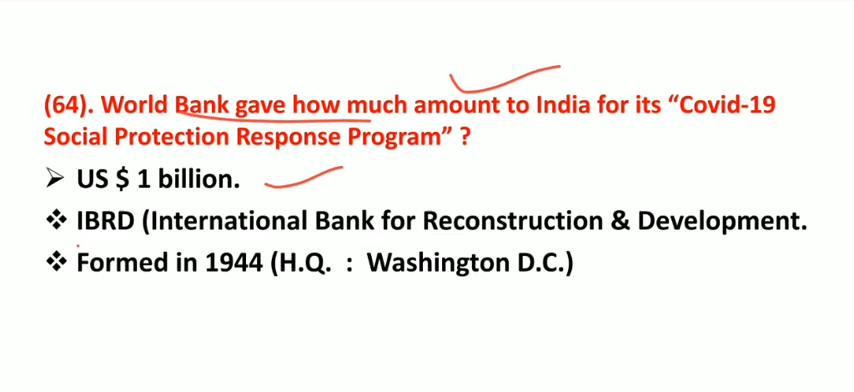 (64). World Bank gave how much amount to India for its “Covid-19
Social Protection Response Program” ?
➢ US $ 1 billion.
❖ IBRD (International Bank for Reconstruction & Development.
❖ Formed in 1944 (H.Q. : Washington D.C.)